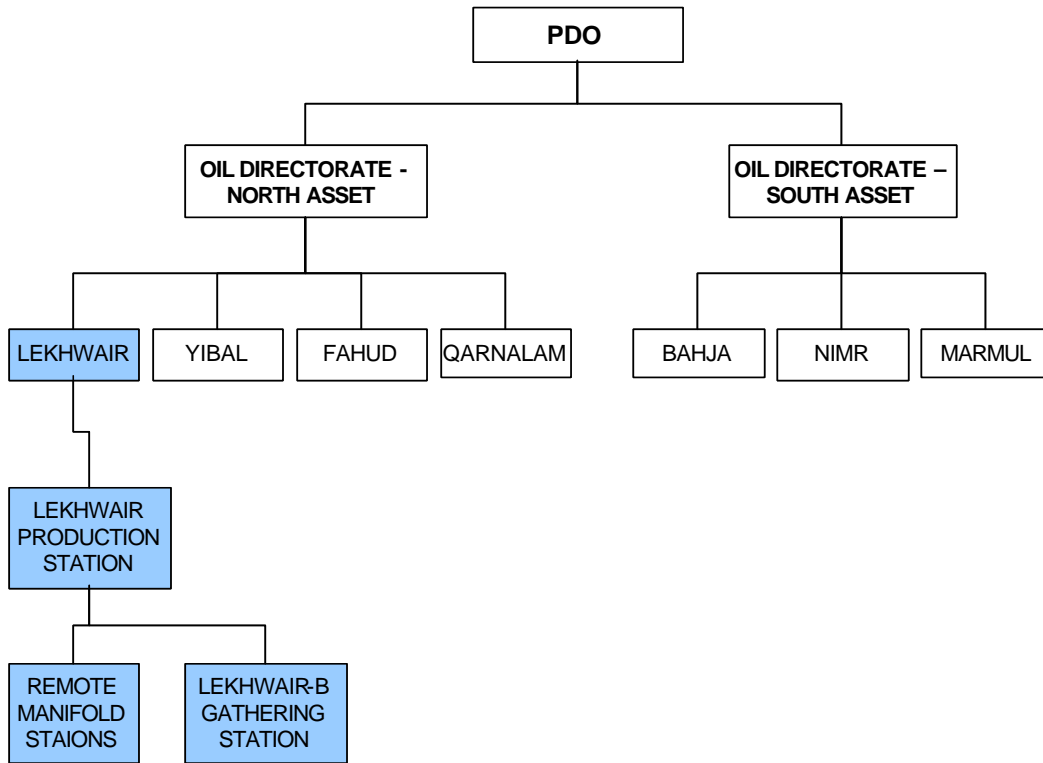 PDO
OIL DIRECTORATE -
NORTH ASSET
OIL DIRECTORATE –
SOUTH ASSET
LEKHWAIR
YIBAL
FAHUD
QARNALAM
BAHJA
NIMR
MARMUL
LEKHWAIR
PRODUCTION
STATION
REMOTE
MANIFOLD
STAIONS
LEKHWAIR-B
GATHERING
STATION